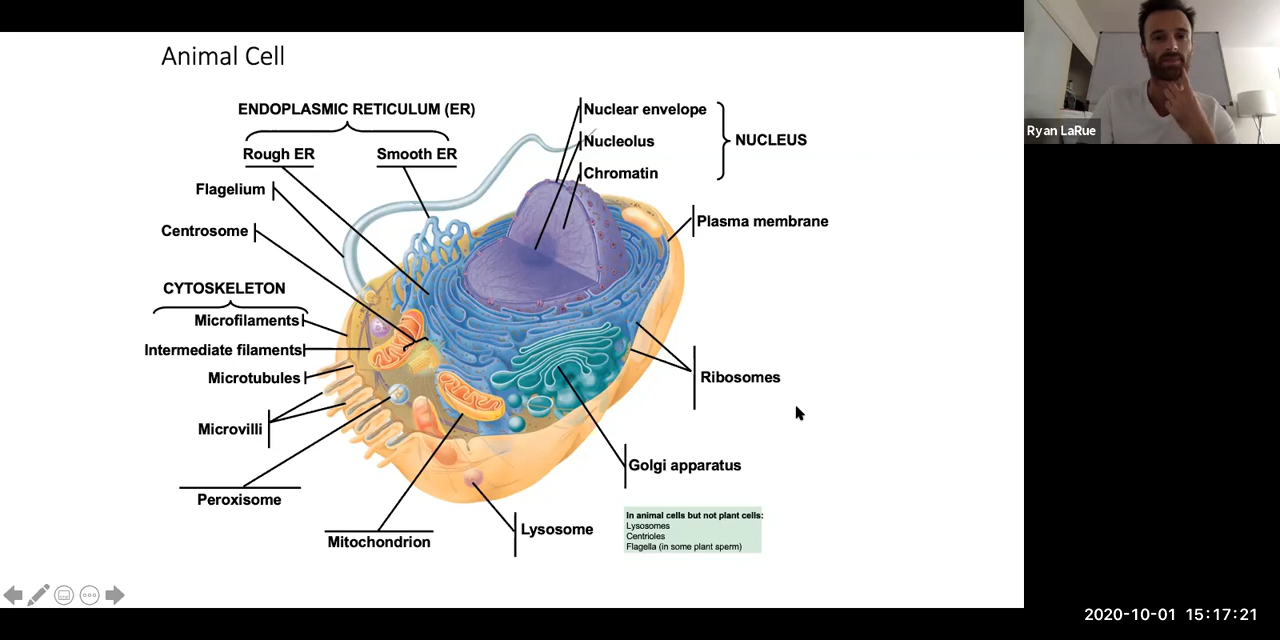 Animal Cell
ENDOPLASMIC RETICULUM (ER)
Rough ER
Smooth ER
Flagelium
Centrosome
CYTOSKELETON
Microfilaments
Intermediate filaments
Microtubules
Microvilli
Peroxisome
Mitochondrion
Lysosome
Nuclear envelope
Nucleolus
Chromatin
NUCLEUS
Plasma membrane
Ribosomes
Golgi apparatus
In animal cells but not plant cells:
Lysosomes
Centrioles
Flagella (in some plant sperm)
Ryan LaRue
2020-10-01 15:17:21